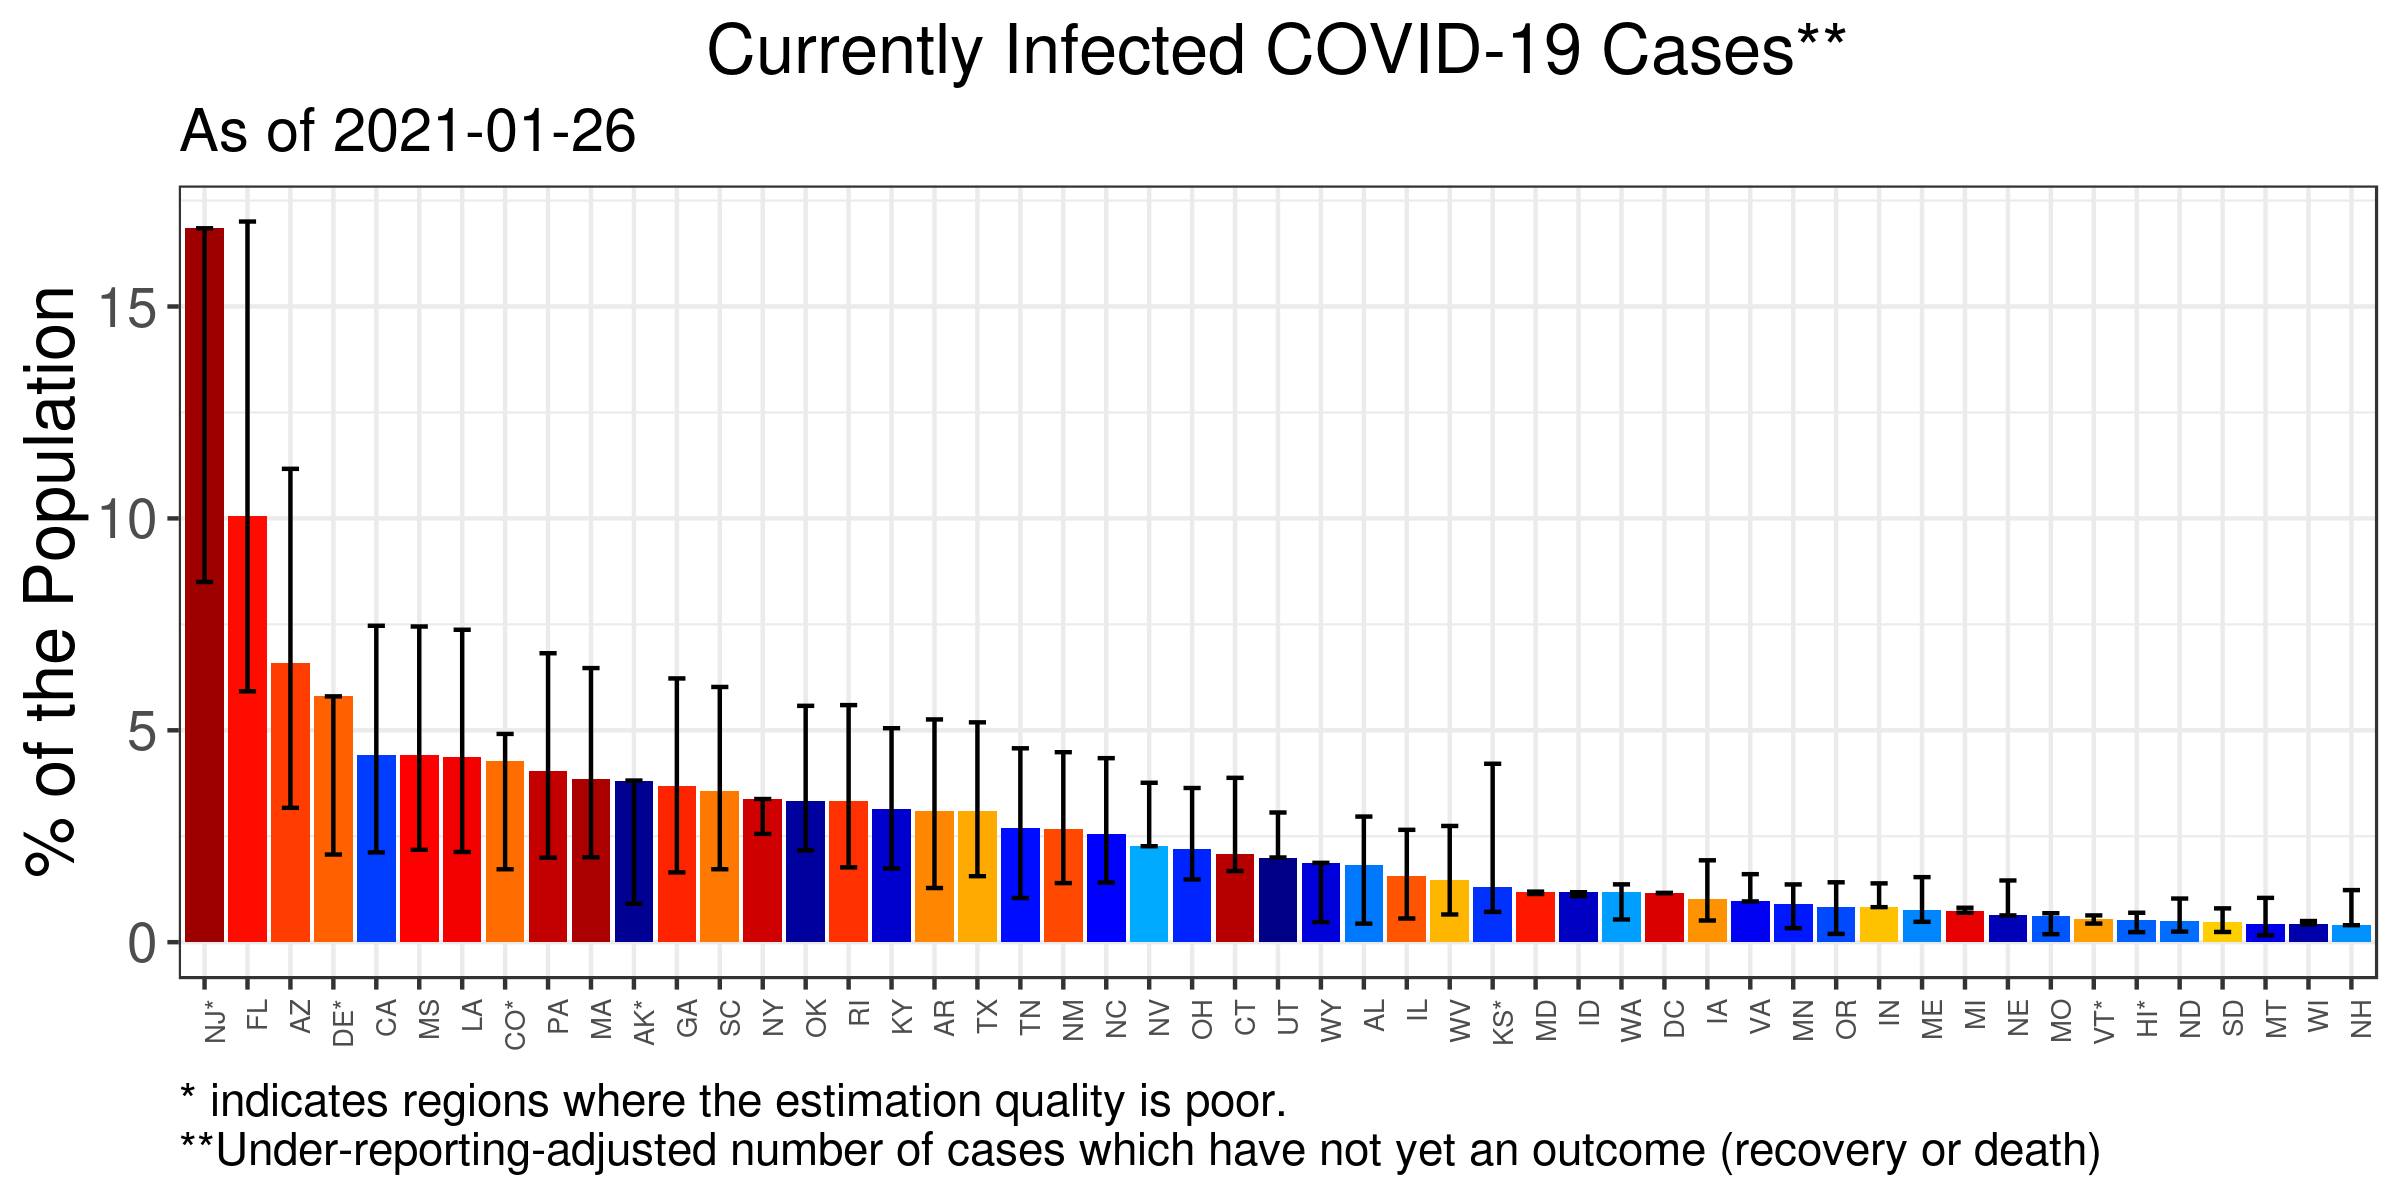 Currently Infected COVID-19 Cases**
As of 2021-01-26
% of the Population
15
10
5
0
NJ* FL AZ DE* CA MS LA CO* PA MA AK* GA SC NY OK RI KY AR TX TN NM NC NV OH CT UT WY AL IL WV KS* MD ID WA DC IA VA MN OR IN ME MI NE MO VT* HI* ND SD MT WI NH
* indicates regions where the estimation quality is poor.
**Under-reporting-adjusted number of cases which have not yet an outcome (recovery or death)